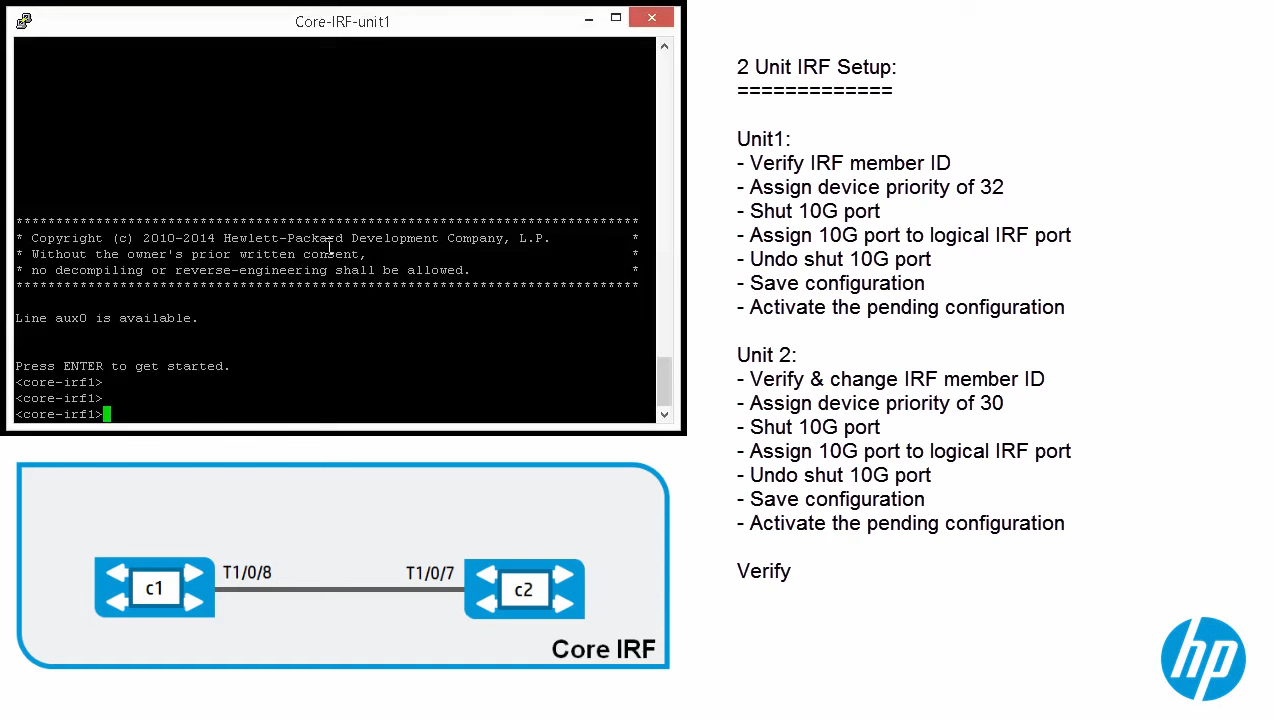 Core-IRF-unit1
********************************************************************************
* Copyright (c) 2010-2014 Hewlett-Packard Development Company, L.P. *
* Without the owner's prior written consent, *
* no decompiling or reverse-engineering shall be allowed. *
********************************************************************************
Line aux0 is available.
Press ENTER to get started.
<core-irf1>
<core-irf1>
<core-irf1>
2 Unit IRF Setup:
=============
Unit1:
- Verify IRF member ID
- Assign device priority of 32
- Shut 10G port
- Assign 10G port to logical IRF port
- Undo shut 10G port
- Save configuration
- Activate the pending configuration
Unit 2:
- Verify & change IRF member ID
- Assign device priority of 30
- Shut 10G port
- Assign 10G port to logical IRF port
- Undo shut 10G port
- Save configuration
- Activate the pending configuration
Verify
c1
T1/0/8
T1/0/7
c2
Core IRF
hp